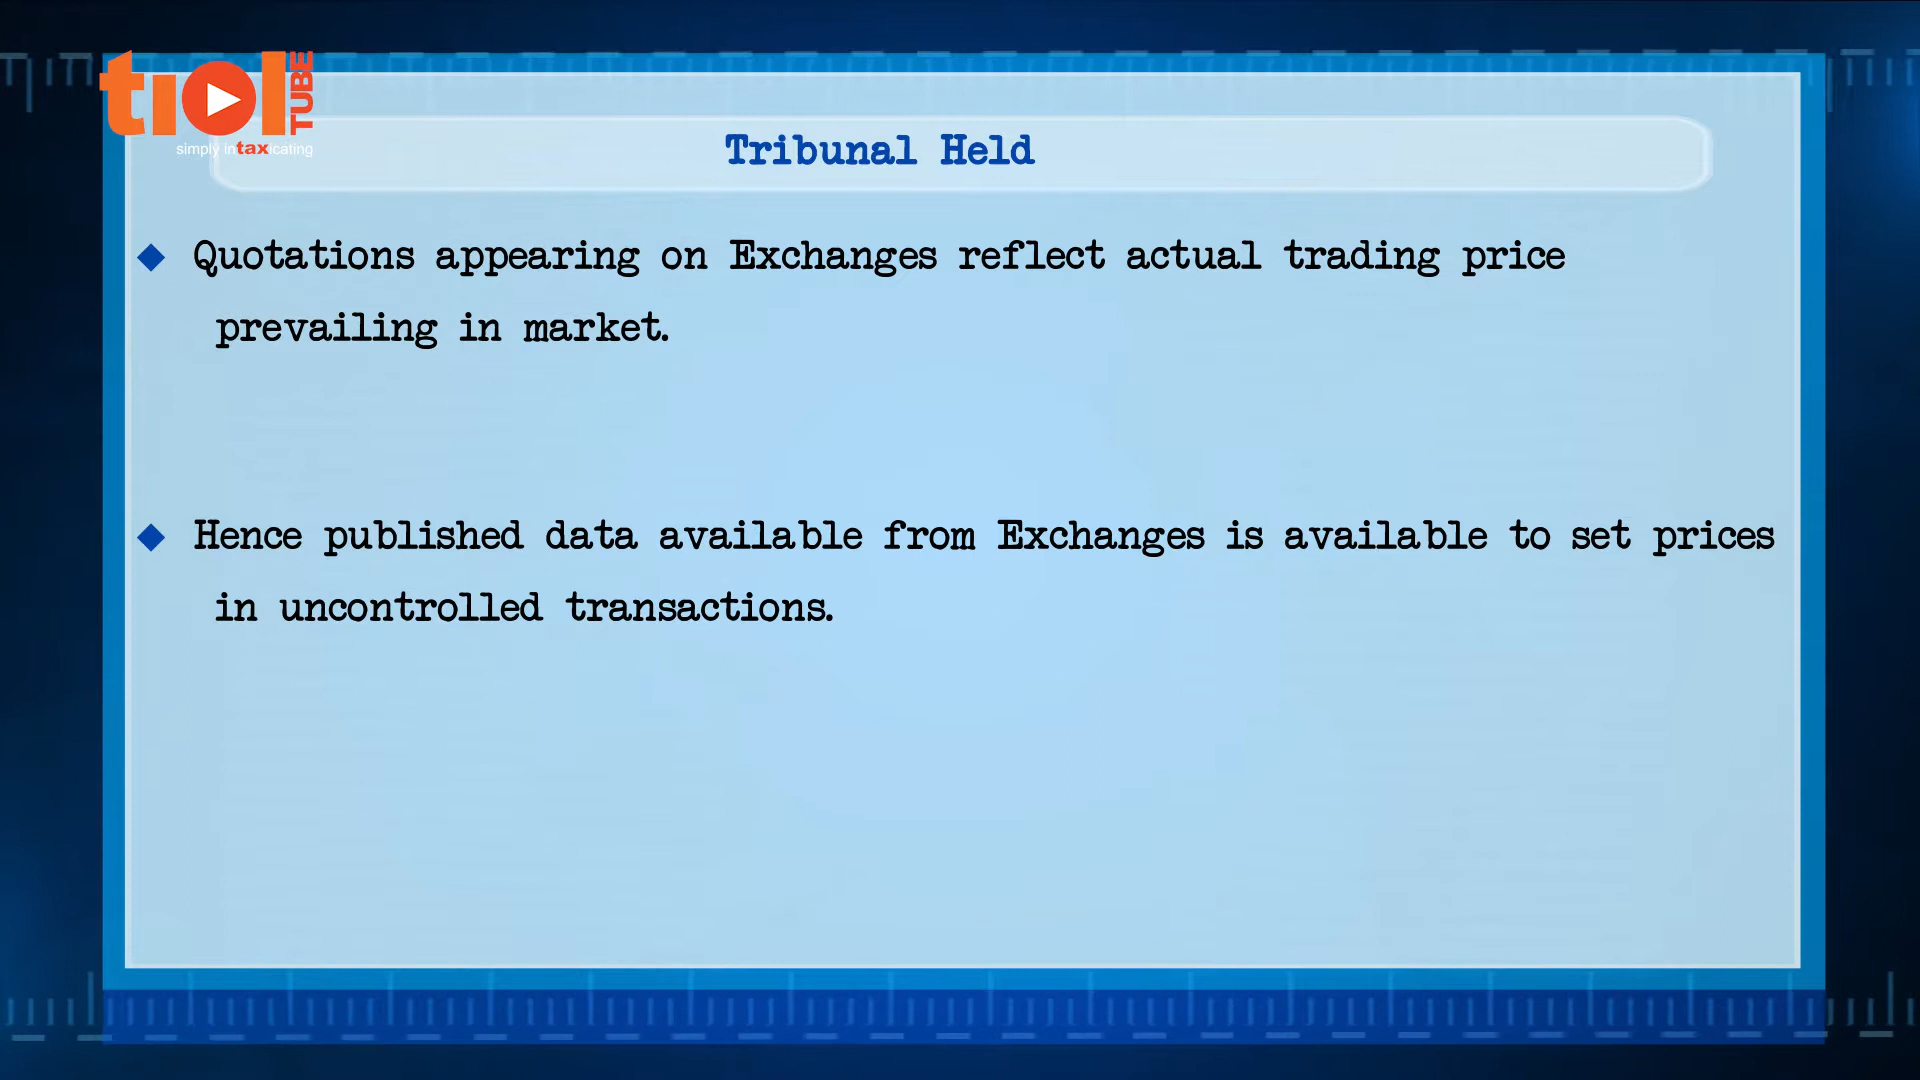 tiol TUBE
simply intaxicating
Tribunal Held
Quotations appearing on Exchanges reflect actual trading price
prevailing in market.
Hence published data available from Exchanges is available to set prices
in uncontrolled transactions.